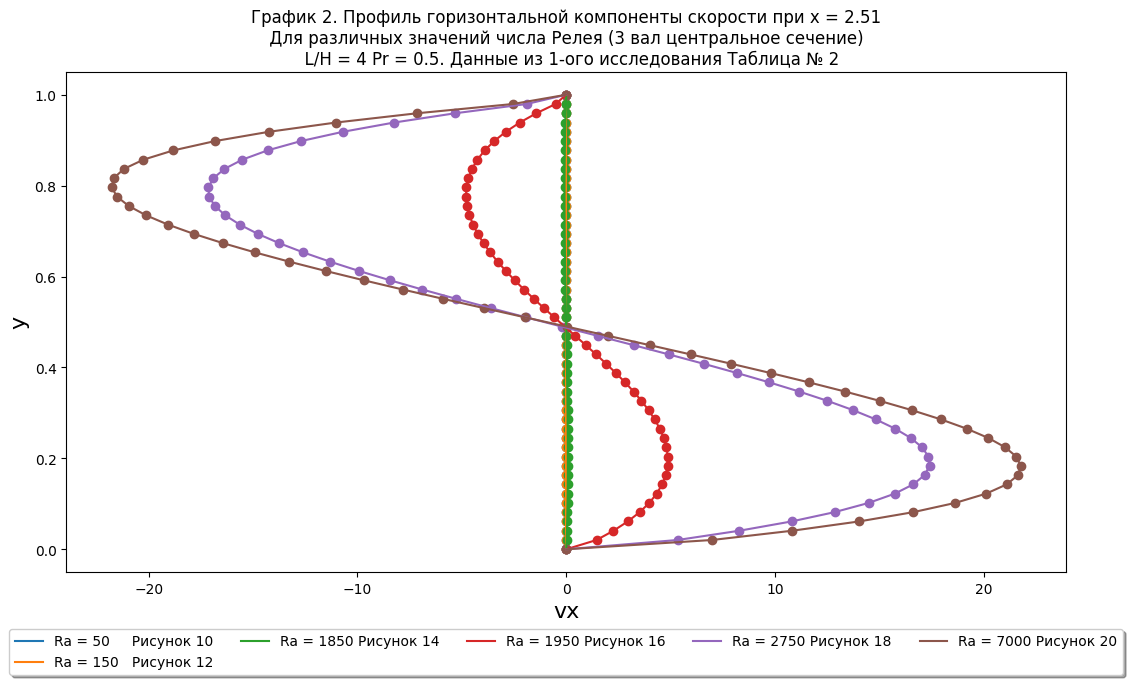 График 2. Профиль горизонтальной компоненты скорости при x = 2.51
Для различных значений числа Релея (3 вал центральное сечение)
L/H = 4 Pr = 0.5. Данные из 1-ого исследования Таблица № 2
1.0
0.8
0.6
0.4
0.2
0.0
y
−20 −10 0 10 20
vx
Ra = 50 Рисунок 10 Ra = 1850 Рисунок 14 Ra = 1950 Рисунок 16 Ra = 2750 Рисунок 18 Ra = 7000 Рисунок 20
Ra = 150 Рисунок 12